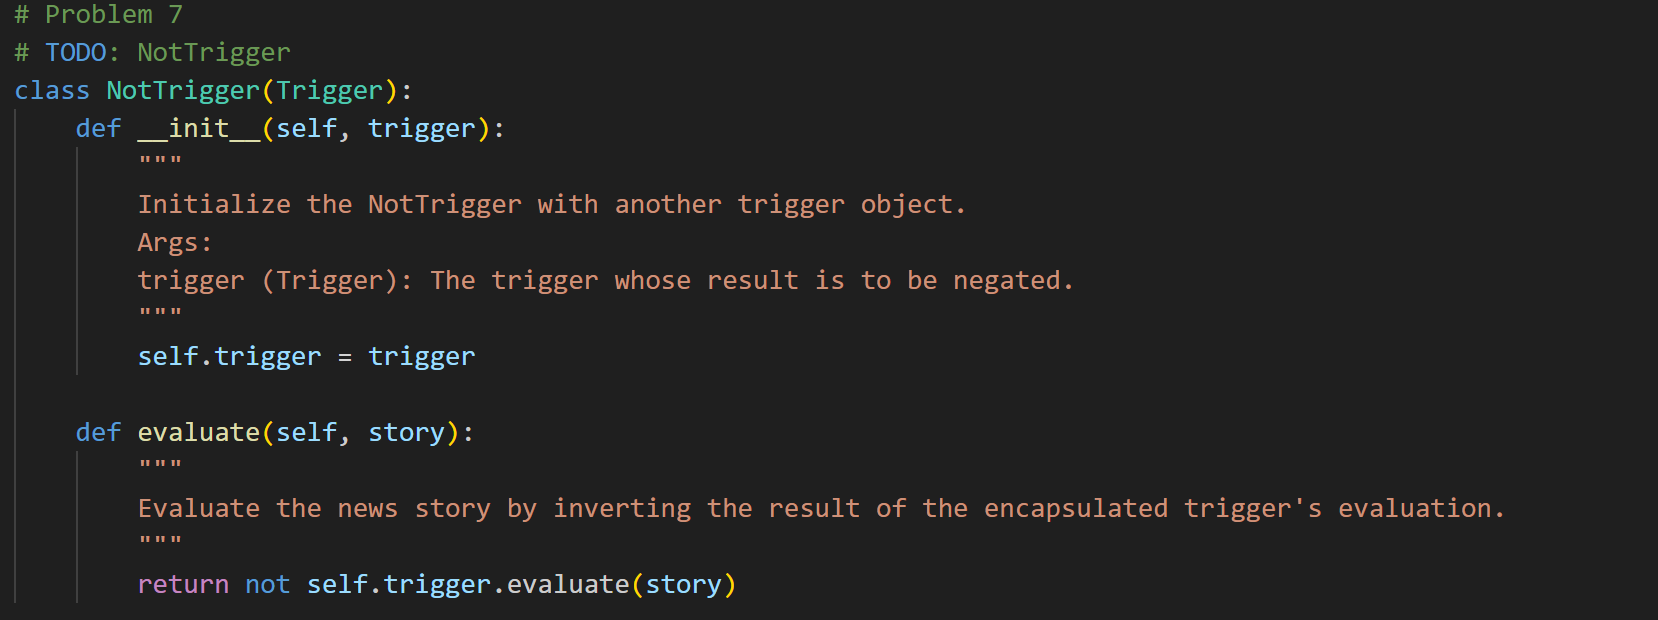 # Problem 7
# TODO: NotTrigger
class NotTrigger(Trigger):
def __init__(self, trigger):
"""
Initialize the NotTrigger with another trigger object.
Args:
trigger (Trigger): The trigger whose result is to be negated.
"""
self.trigger = trigger
def evaluate(self, story):
"""
Evaluate the news story by inverting the result of the encapsulated trigger's evaluation.
"""
return not self.trigger.evaluate(story)